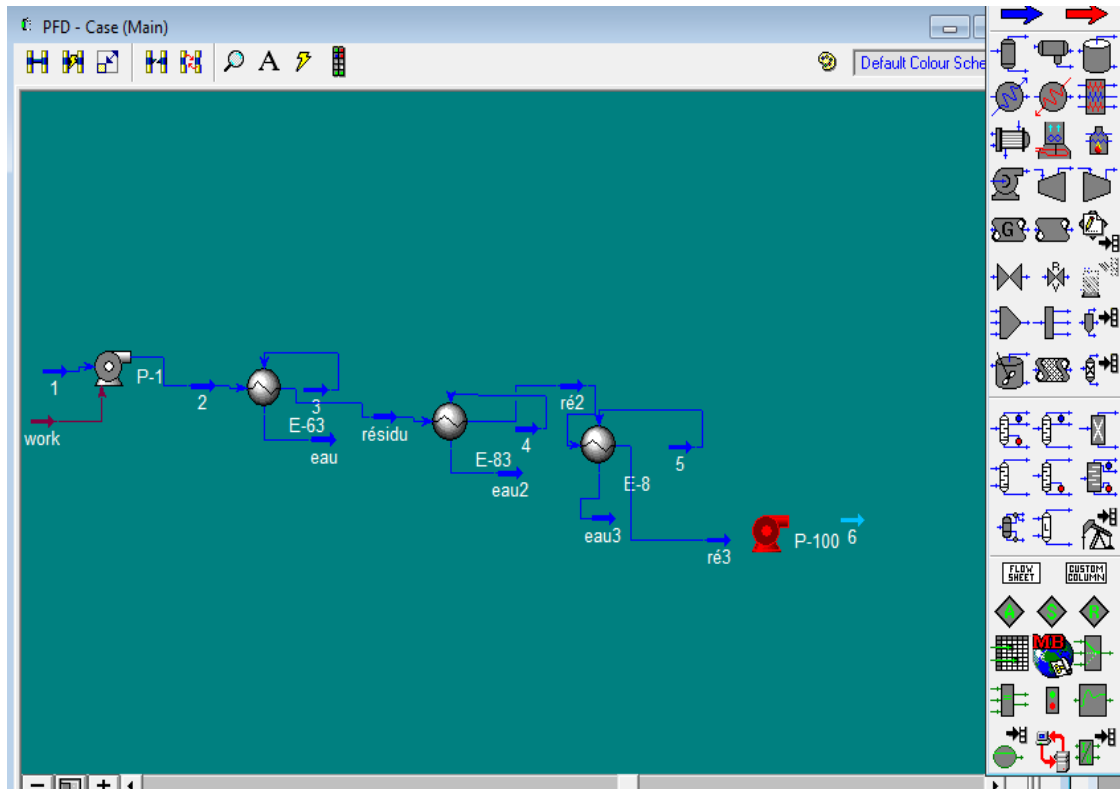 PFD - Case (Main)
A
Default Colour Sche
1
P-1
work
2
3
E-63
eau
résidu
4
E-83
eau2
ré2
5
E-8
eau3
ré3
P-100
6
G
R
V
FLOW SHEET
CUSTOM COLUMN
A
S
R
MB